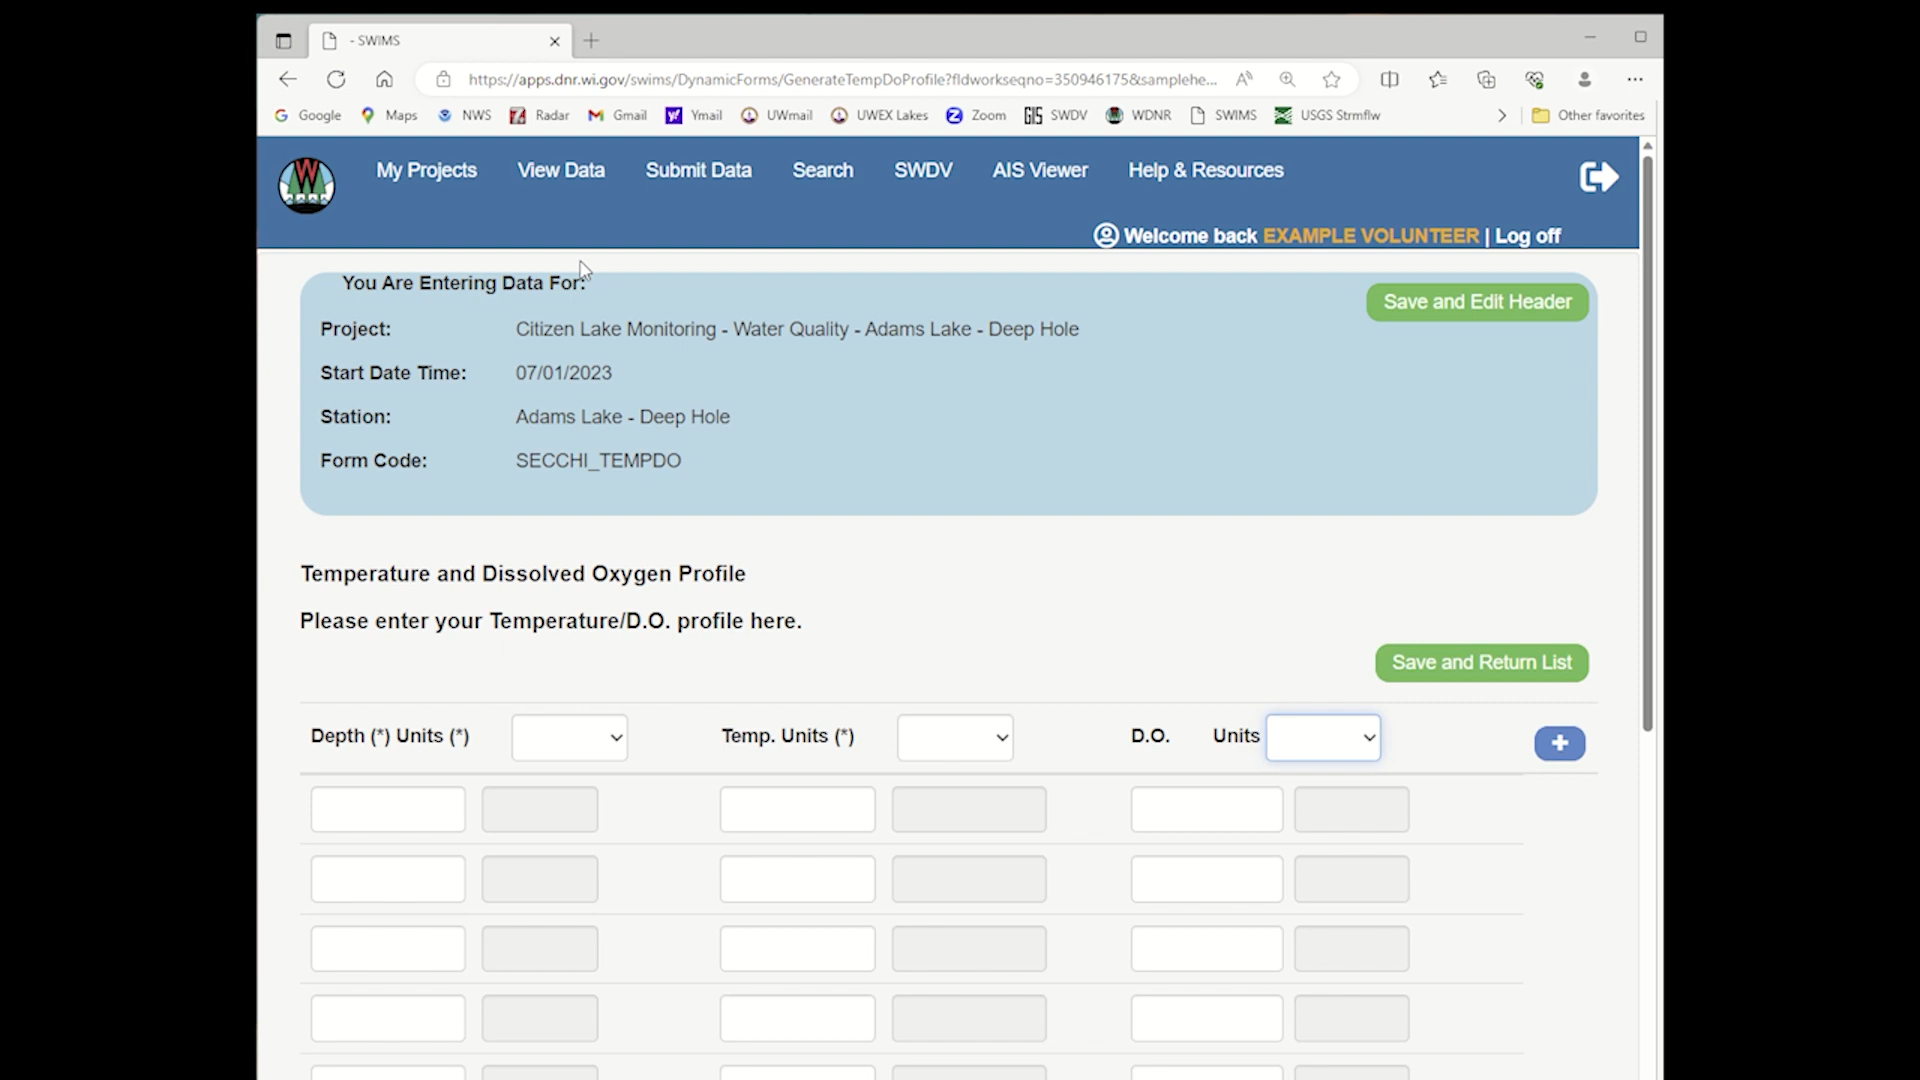 - SWIMS
https://apps.dnr.wi.gov/swims/DynamicForms/GenerateTempDoProfile?fldworkseqno=350946175&samplehe...
Google Maps NWS Radar Gmail Ymail UWmail UWEX Lakes Zoom SWDV WDNR SWIMS USGS Strmflw Other favorites
My Projects View Data Submit Data Search SWDV AIS Viewer Help & Resources
Welcome back EXAMPLE VOLUNTEER | Log off
You Are Entering Data For:
Save and Edit Header
Project: Citizen Lake Monitoring - Water Quality - Adams Lake - Deep Hole
Start Date Time: 07/01/2023
Station: Adams Lake - Deep Hole
Form Code: SECCHI_TEMPDO
Temperature and Dissolved Oxygen Profile
Please enter your Temperature/D.O. profile here.
Save and Return List
Depth (*) Units (*) Temp. Units (*) D.O. Units